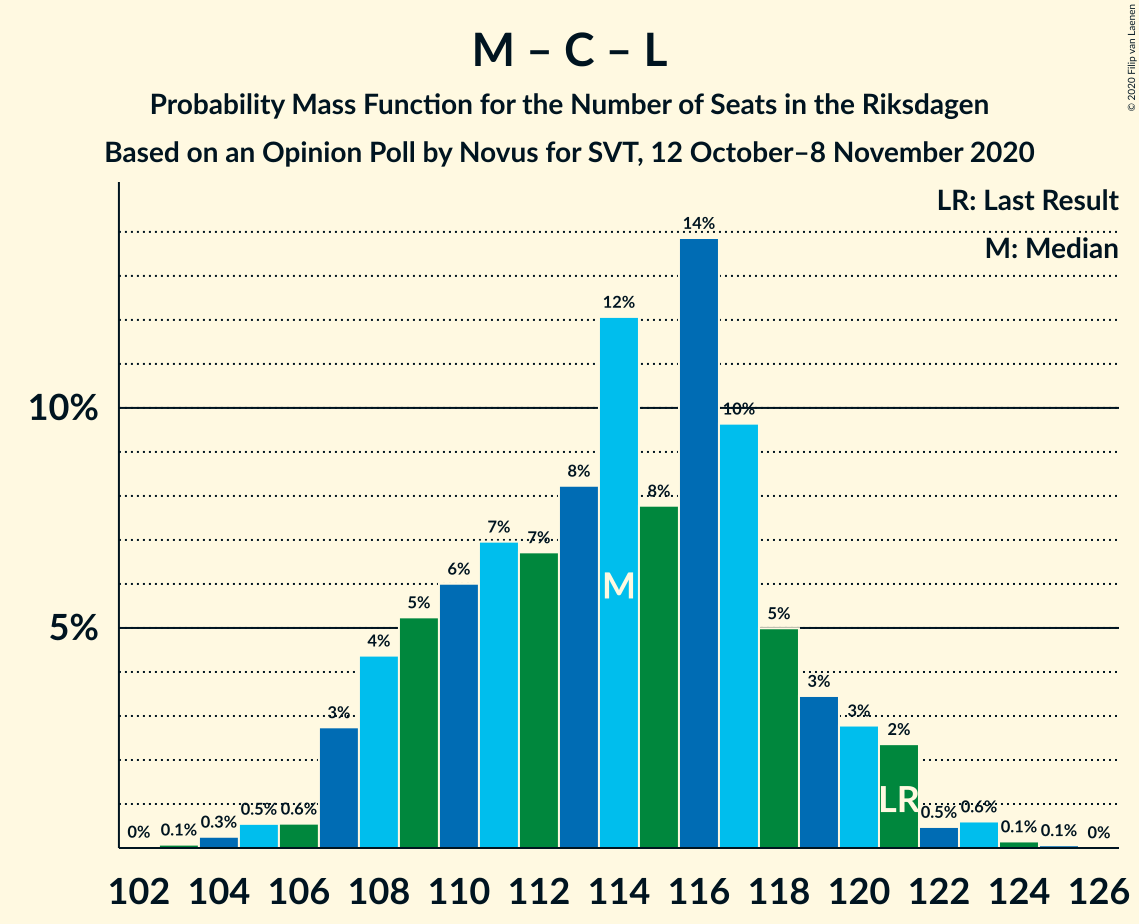 M – C – L
Probability Mass Function for the Number of Seats in the Riksdagen
Based on an Opinion Poll by Novus for SVT, 12 October–8 November 2020
© 2020 Filip van Laenen
LR: Last Result
M: Median
10%
5%
0% 0.1% 0.3% 0.5% 0.6% 3% 4% 5% 6% 7% 7% 8% 12% 8% 14% 10% 5% 3% 3% 2% 0.5% 0.6% 0.1% 0.1% 0%
M
LR
102 104 106 108 110 112 114 116 118 120 122 124 126